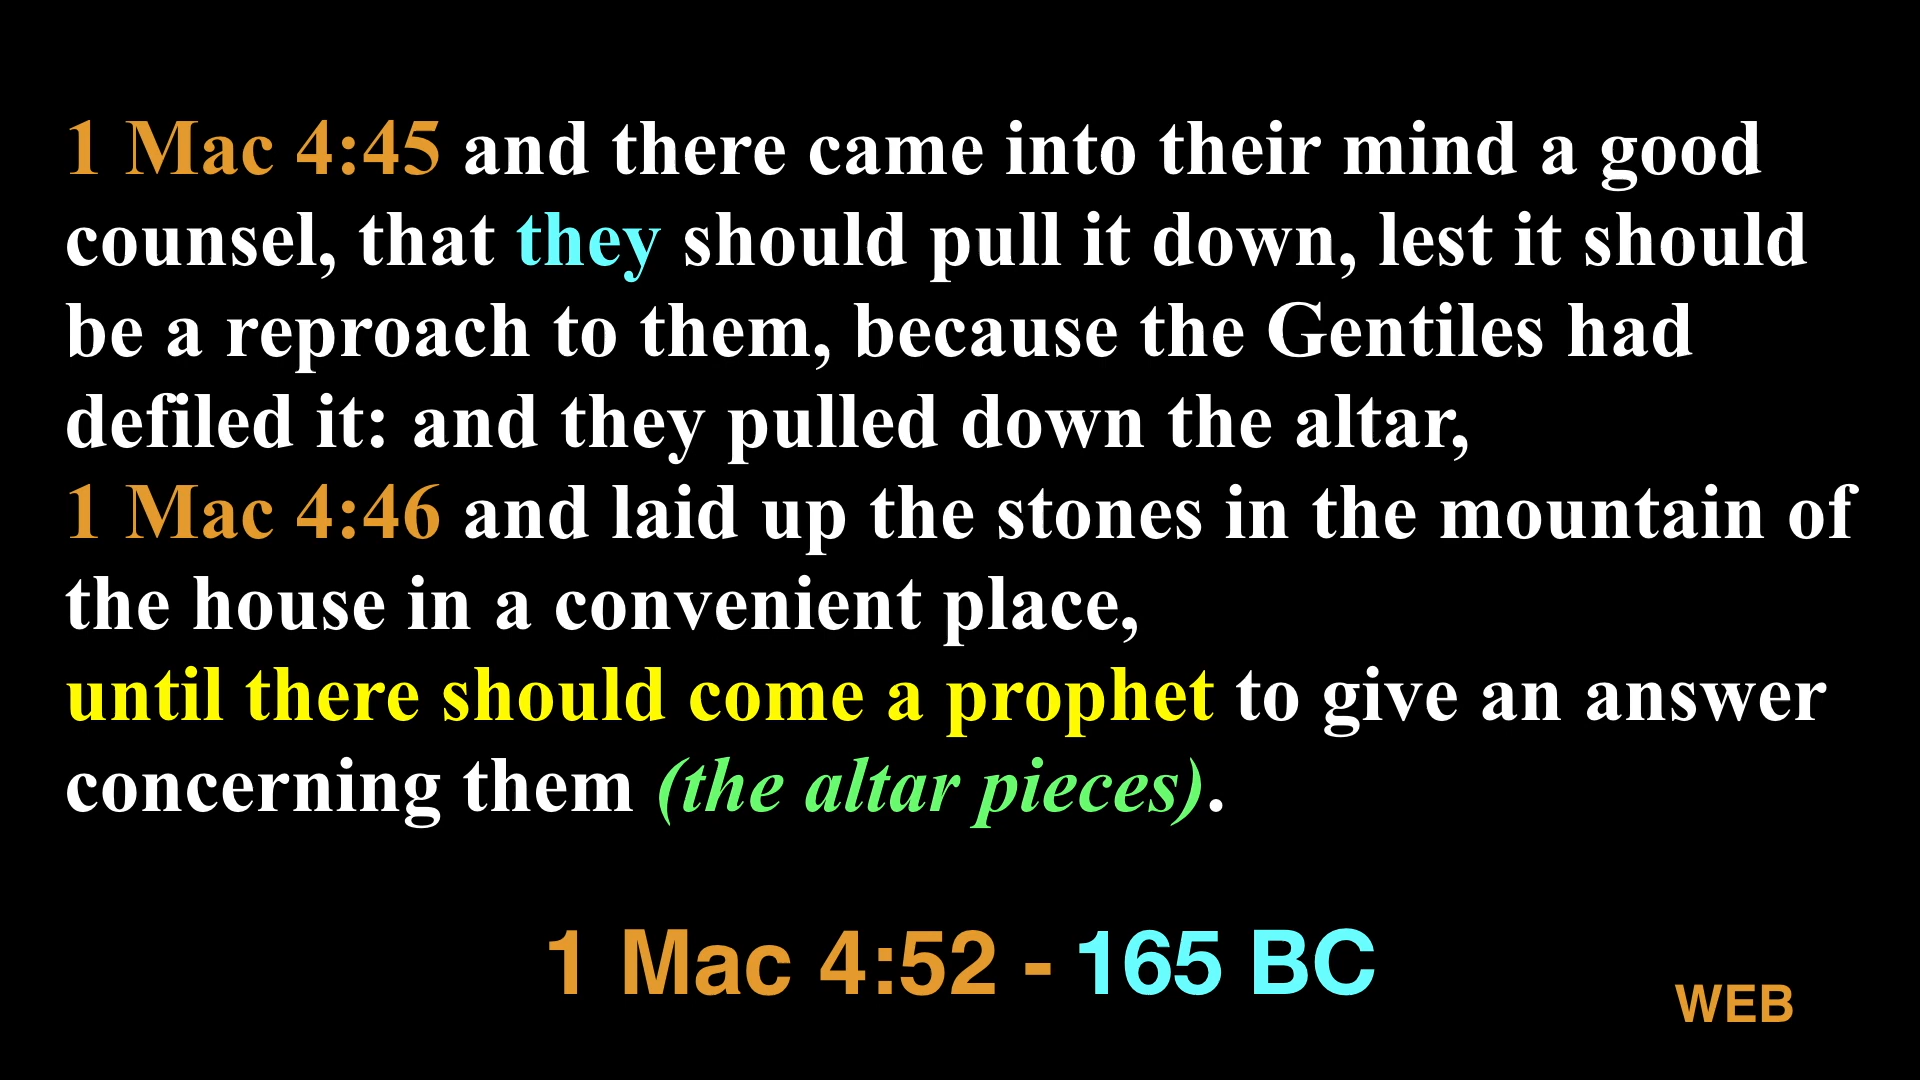 1 Mac 4:45 and there came into their mind a good
counsel, that they should pull it down, lest it should
be a reproach to them, because the Gentiles had
defiled it: and they pulled down the altar,
1 Mac 4:46 and laid up the stones in the mountain of
the house in a convenient place,
until there should come a prophet to give an answer
concerning them (the altar pieces).
1 Mac 4:52 - 165 BC
WEB